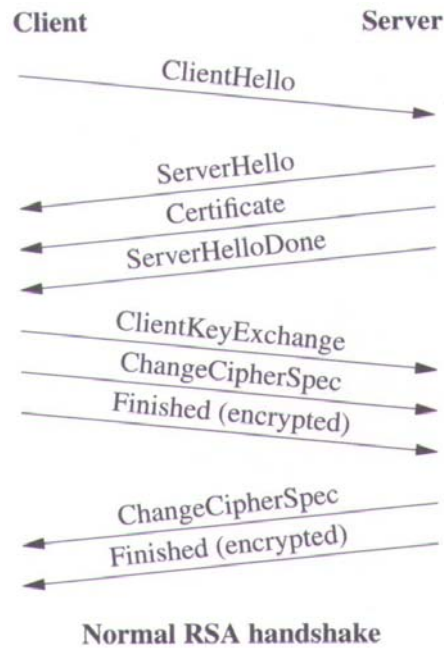 Client Server
ClientHello
ServerHello
Certificate
ServerHelloDone
ClientKeyExchange
ChangeCipherSpec
Finished (encrypted)
ChangeCipherSpec
Finished (encrypted)
Normal RSA handshake